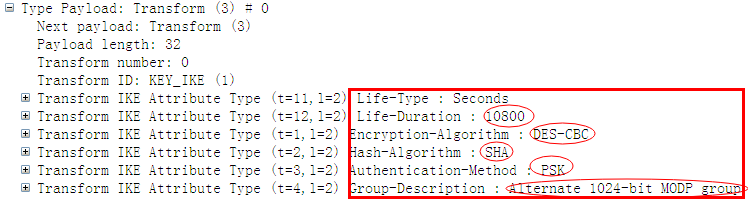 Type Payload: Transform (3) # 0
Next payload: Transform (3)
Payload length: 32
Transform number: 0
Transform ID: KEY_IKE (1)
Transform IKE Attribute Type (t=11,l=2) Life-Type : Seconds
Transform IKE Attribute Type (t=12,l=2) Life-Duration : 10800
Transform IKE Attribute Type (t=1,l=2) Encryption-Algorithm : DES-CBC
Transform IKE Attribute Type (t=2,l=2) Hash-Algorithm : SHA
Transform IKE Attribute Type (t=3,l=2) Authentication-Method : PSK
Transform IKE Attribute Type (t=4,l=2) Group-Description : Alternate 1024-bit MODP group